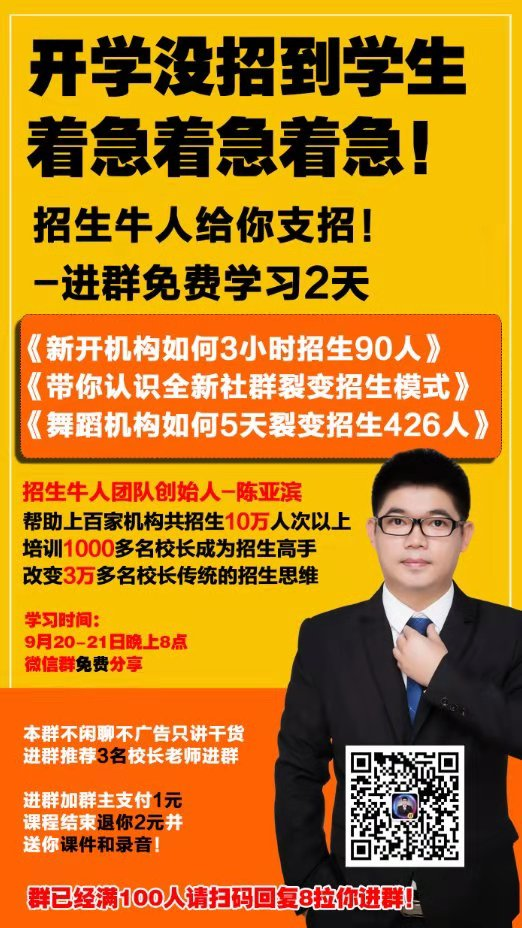 开学没招到学生
着急着急着急！
招生牛人给你支招！
-进群免费学习2天
《新开机构如何3小时招生90人》
《带你认识全新社群裂变招生模式》
《舞蹈机构如何5天裂变招生426人》
招生牛人团队创始人-陈亚滨
帮助上百家机构共招生10万人次以上
培训1000多名校长成为招生高手
改变3万多名校长传统的招生思维
学习时间：
9月20-21日晚上8点
微信群免费分享
本群不闲聊不广告只讲干货
进群推荐3名校长老师进群
进群加群主支付1元
课程结束退你2元并
送你课件和录音！
群已经满100人请扫码回复8拉你进群！